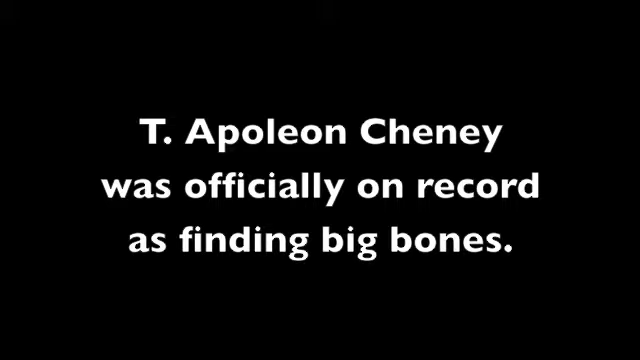 T. Apoleon Cheney
was officially on record
as finding big bones.